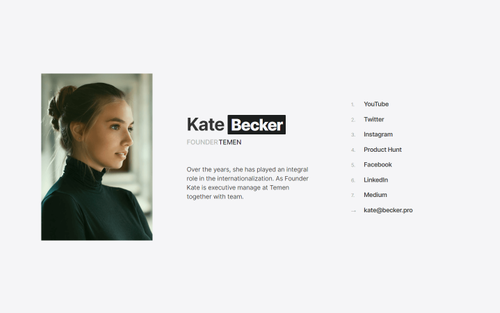 Kate Becker
FOUNDER TEMEN
Over the years, she has played an integral
role in the internationalization. As Founder
Kate is executive manage at Temen
together with team.
1. YouTube
2. Twitter
3. Instagram
4. Product Hunt
5. Facebook
6. LinkedIn
7. Medium
— kate@becker.pro